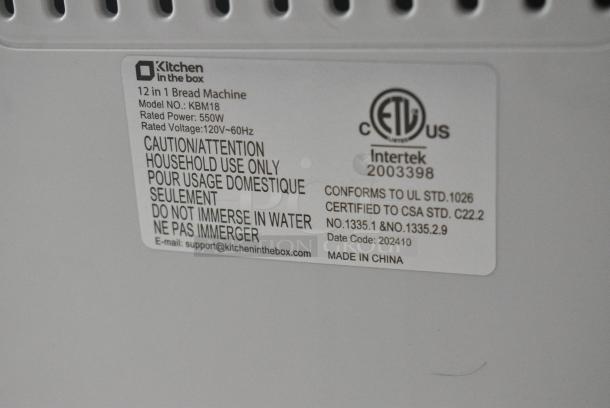 Kitchen
in the box
12 in 1 Bread Machine
Model NO.: KBM18
Rated Power: 550W
Rated Voltage:120V~60Hz
CAUTION/ATTENTION
HOUSEHOLD USE ONLY
POUR USAGE DOMESTIQUE
SEULEMENT
DO NOT IMMERSE IN WATER
NE PAS IMMERGER
E-mail: support@kitcheninthebox.com
ETL
C US
Intertek
2003398
CONFORMS TO UL STD.1026
CERTIFIED TO CSA STD. C22.2
NO.1335.1 &NO.1335.2.9
Date Code: 202410
MADE IN CHINA